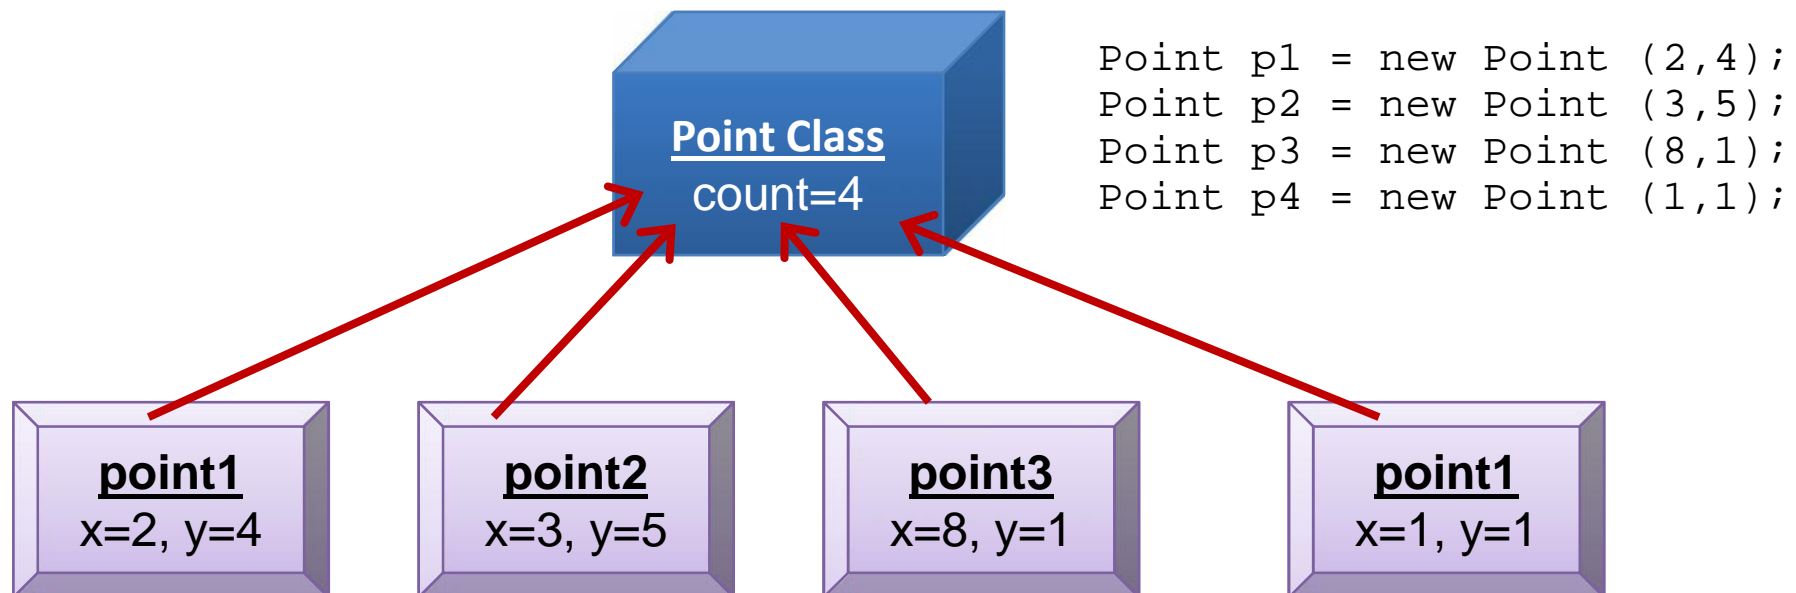 Point Class
count=4
Point p1 = new Point (2,4);
Point p2 = new Point (3,5);
Point p3 = new Point (8,1);
Point p4 = new Point (1,1);
point1
x=2, y=4
point2
x=3, y=5
point3
x=8, y=1
point1
x=1, y=1